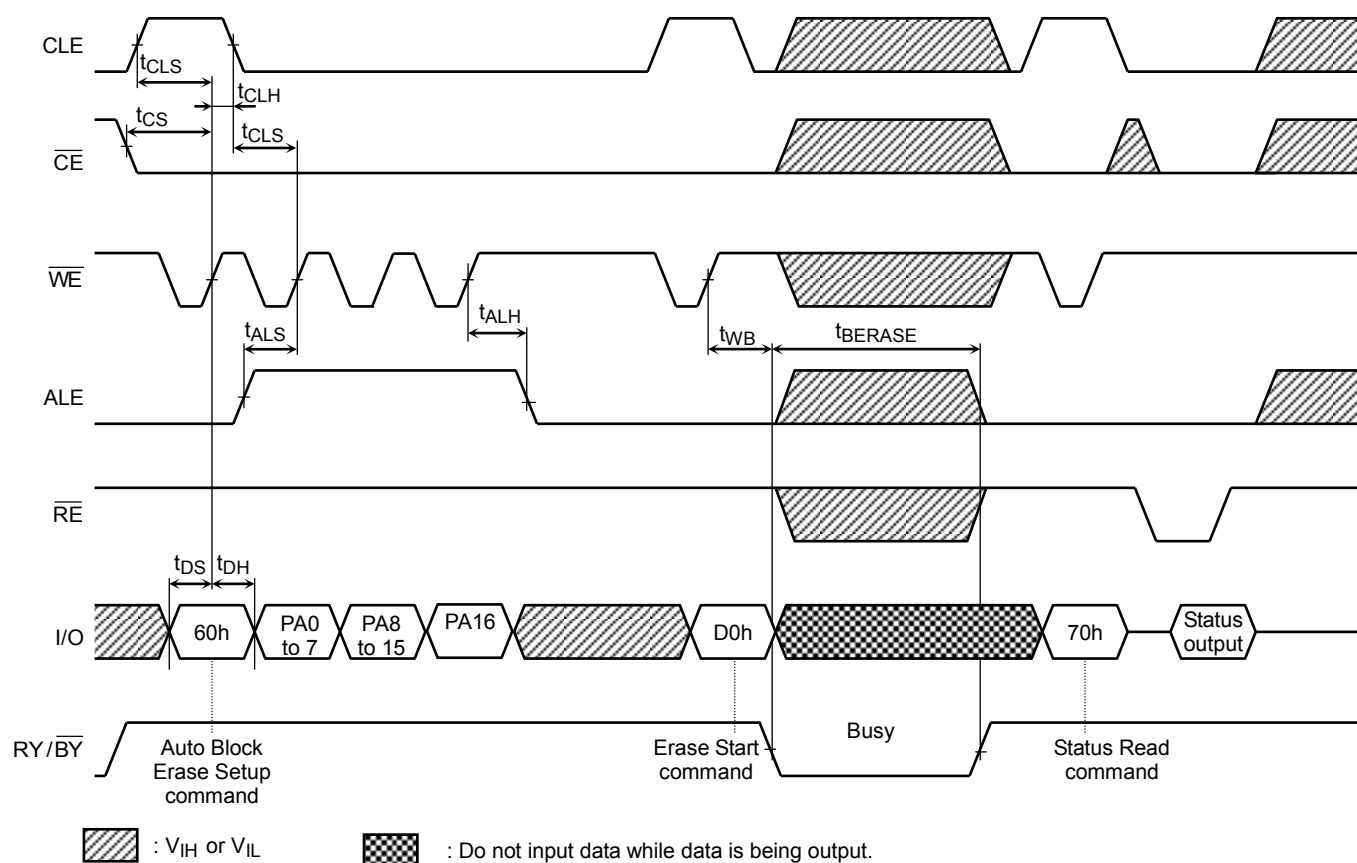 CLE
tCLS
tCLH
tCS
tCLS
CE
WE
tALS
tALH
tWB
tBERASE
ALE
RE
tDS
tDH
I/O
60h
PA0
to 7
PA8
to 15
PA16
D0h
70h
Status
output
RY/BY
Busy
Auto Block
Erase Setup
command
Erase Start
command
Status Read
command
: VIH or VIL
: Do not input data while data is being output.